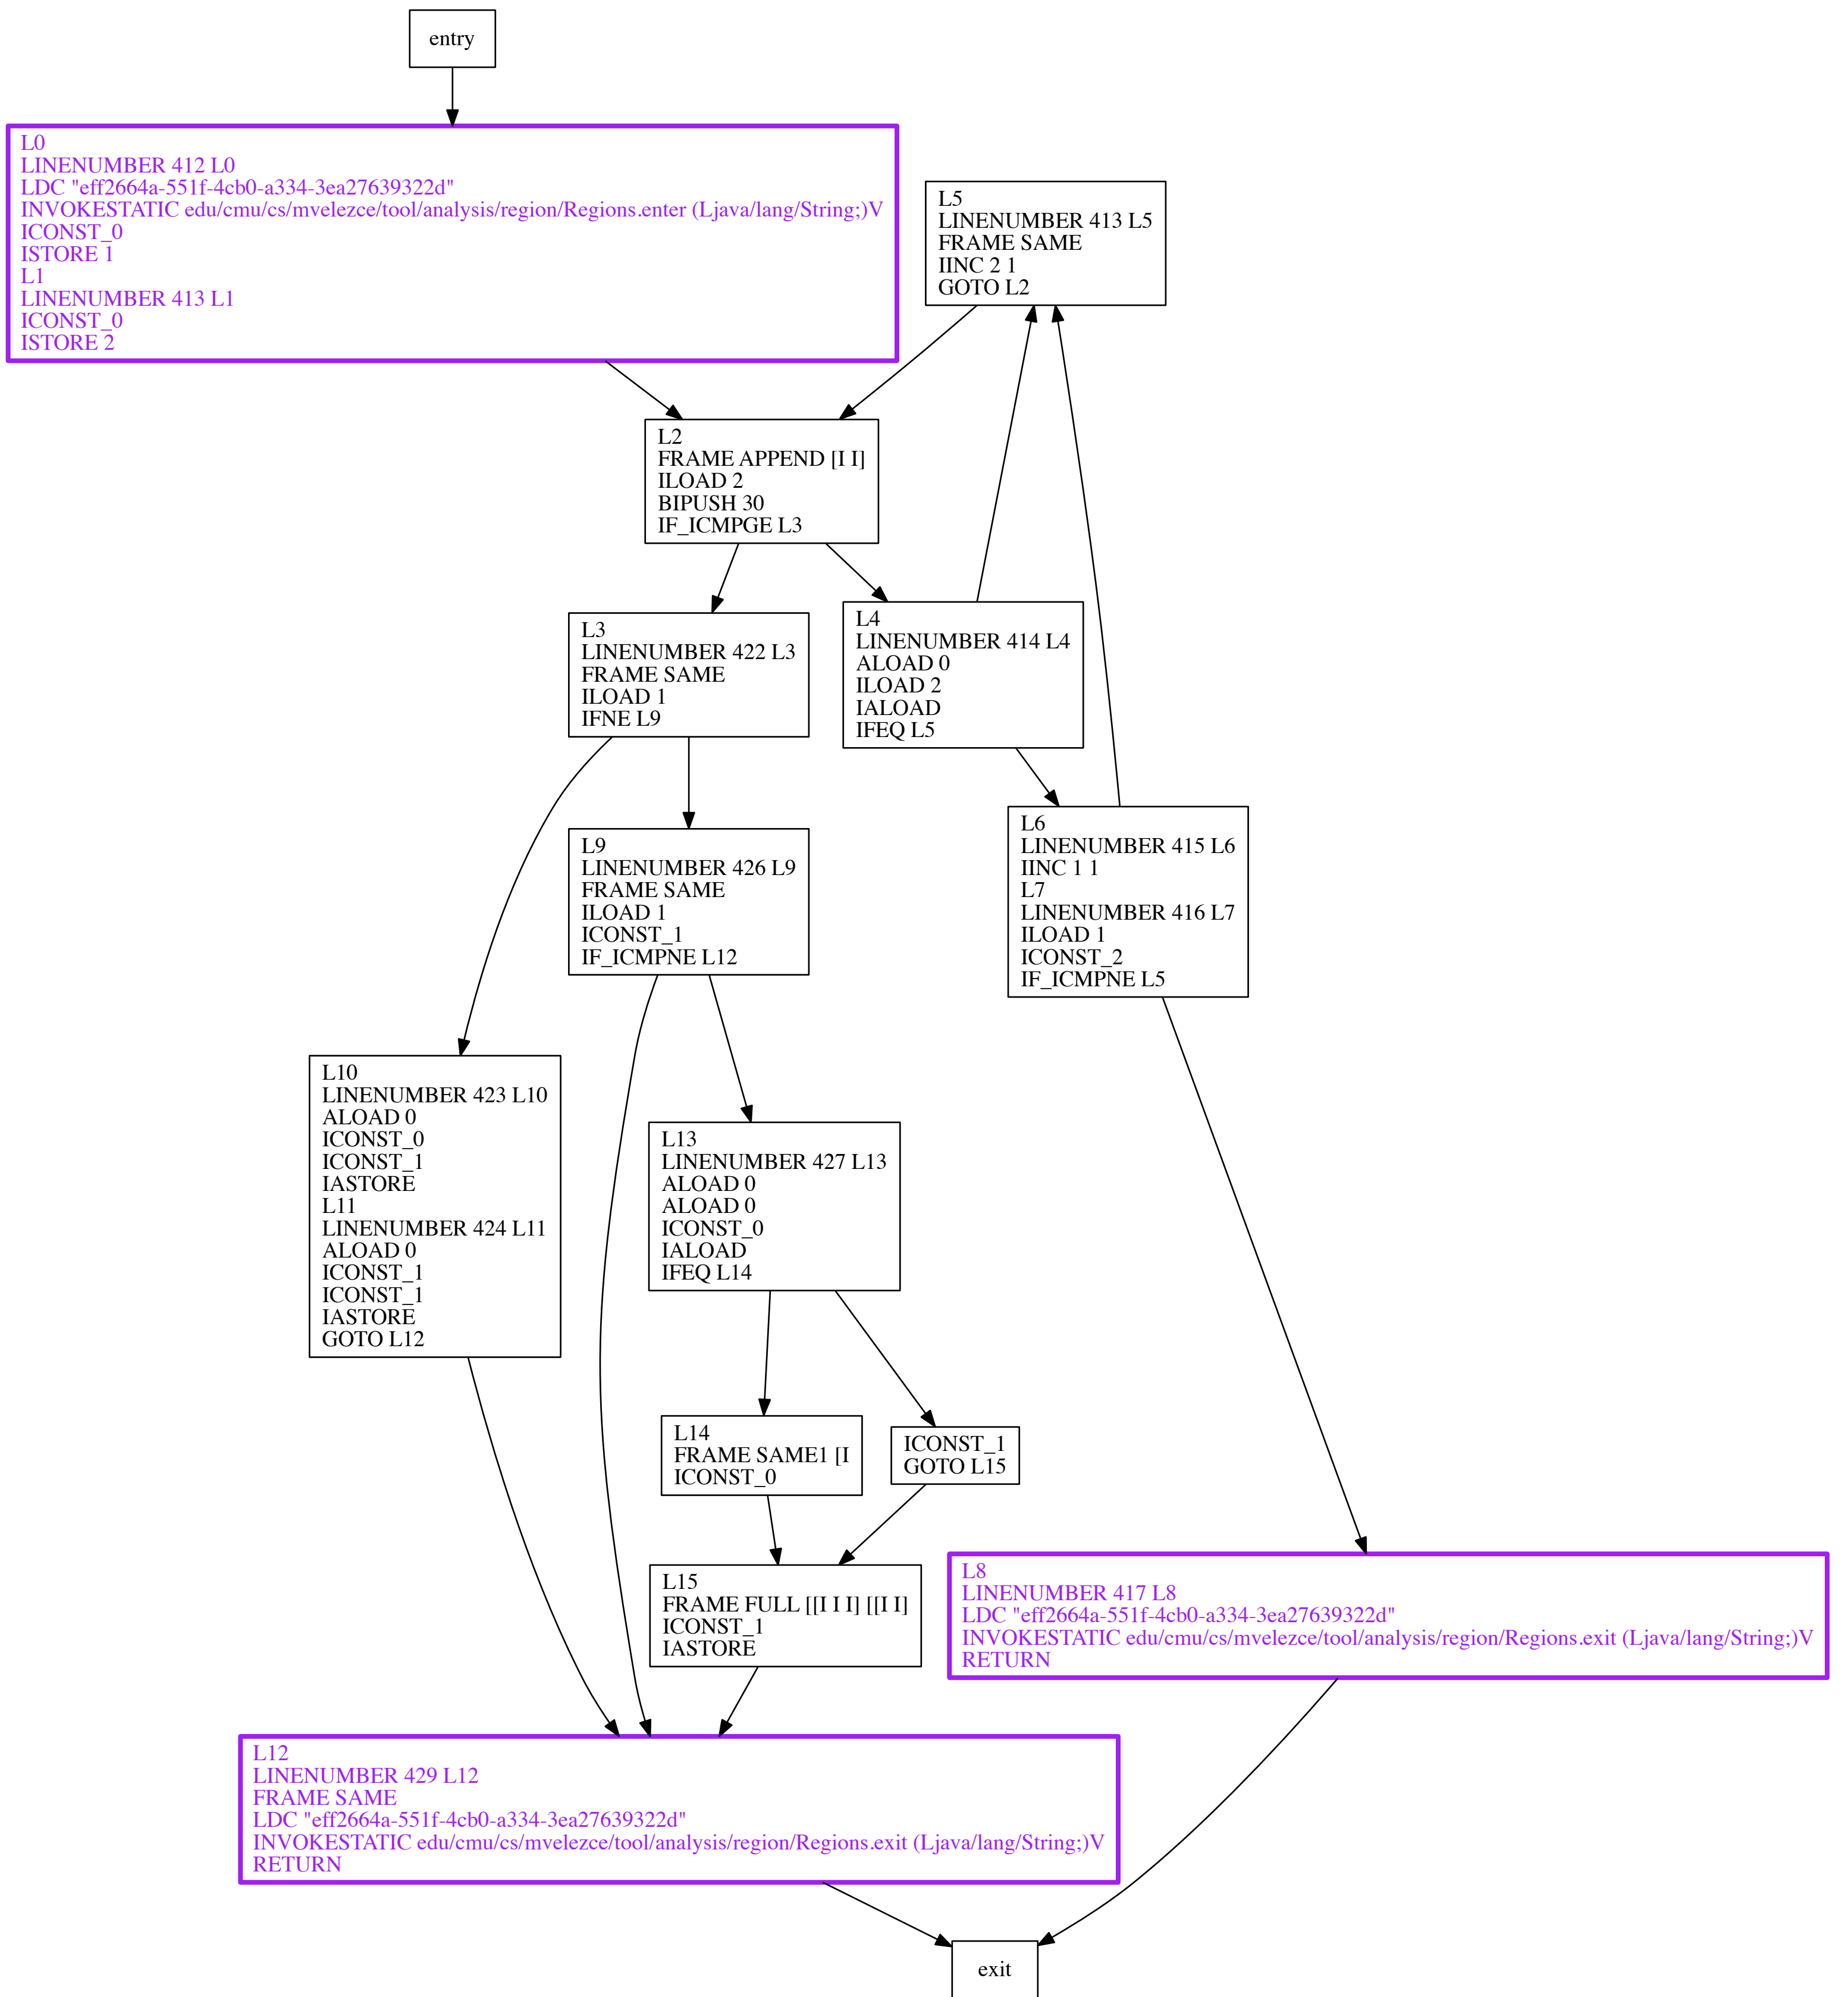 entry
L0
LINENUMBER 412 L0
LDC "eff2664a-551f-4cb0-a334-3ea27639322d"
INVOKESTATIC edu/cmu/cs/mvelezce/tool/analysis/region/Regions.enter (Ljava/lang/String;)V
ICONST_0
ISTORE 1
L1
LINENUMBER 413 L1
ICONST_0
ISTORE 2
L5
LINENUMBER 413 L5
FRAME SAME
IINC 2 1
GOTO L2
L2
FRAME APPEND [I I]
ILOAD 2
BIPUSH 30
IF_ICMPGE L3
L3
LINENUMBER 422 L3
FRAME SAME
ILOAD 1
IFNE L9
L4
LINENUMBER 414 L4
ALOAD 0
ILOAD 2
IALOAD
IFEQ L5
L9
LINENUMBER 426 L9
FRAME SAME
ILOAD 1
ICONST_1
IF_ICMPNE L12
L6
LINENUMBER 415 L6
IINC 1 1
L7
LINENUMBER 416 L7
ILOAD 1
ICONST_2
IF_ICMPNE L5
L10
LINENUMBER 423 L10
ALOAD 0
ICONST_0
ICONST_1
IASTORE
L11
LINENUMBER 424 L11
ALOAD 0
ICONST_1
ICONST_1
IASTORE
GOTO L12
L13
LINENUMBER 427 L13
ALOAD 0
ALOAD 0
ICONST_0
IALOAD
IFEQ L14
L14
FRAME SAME1 [I
ICONST_0
ICONST_1
GOTO L15
L15
FRAME FULL [[I I I] [[I I]
ICONST_1
IASTORE
L8
LINENUMBER 417 L8
LDC "eff2664a-551f-4cb0-a334-3ea27639322d"
INVOKESTATIC edu/cmu/cs/mvelezce/tool/analysis/region/Regions.exit (Ljava/lang/String;)V
RETURN
L12
LINENUMBER 429 L12
FRAME SAME
LDC "eff2664a-551f-4cb0-a334-3ea27639322d"
INVOKESTATIC edu/cmu/cs/mvelezce/tool/analysis/region/Regions.exit (Ljava/lang/String;)V
RETURN
exit